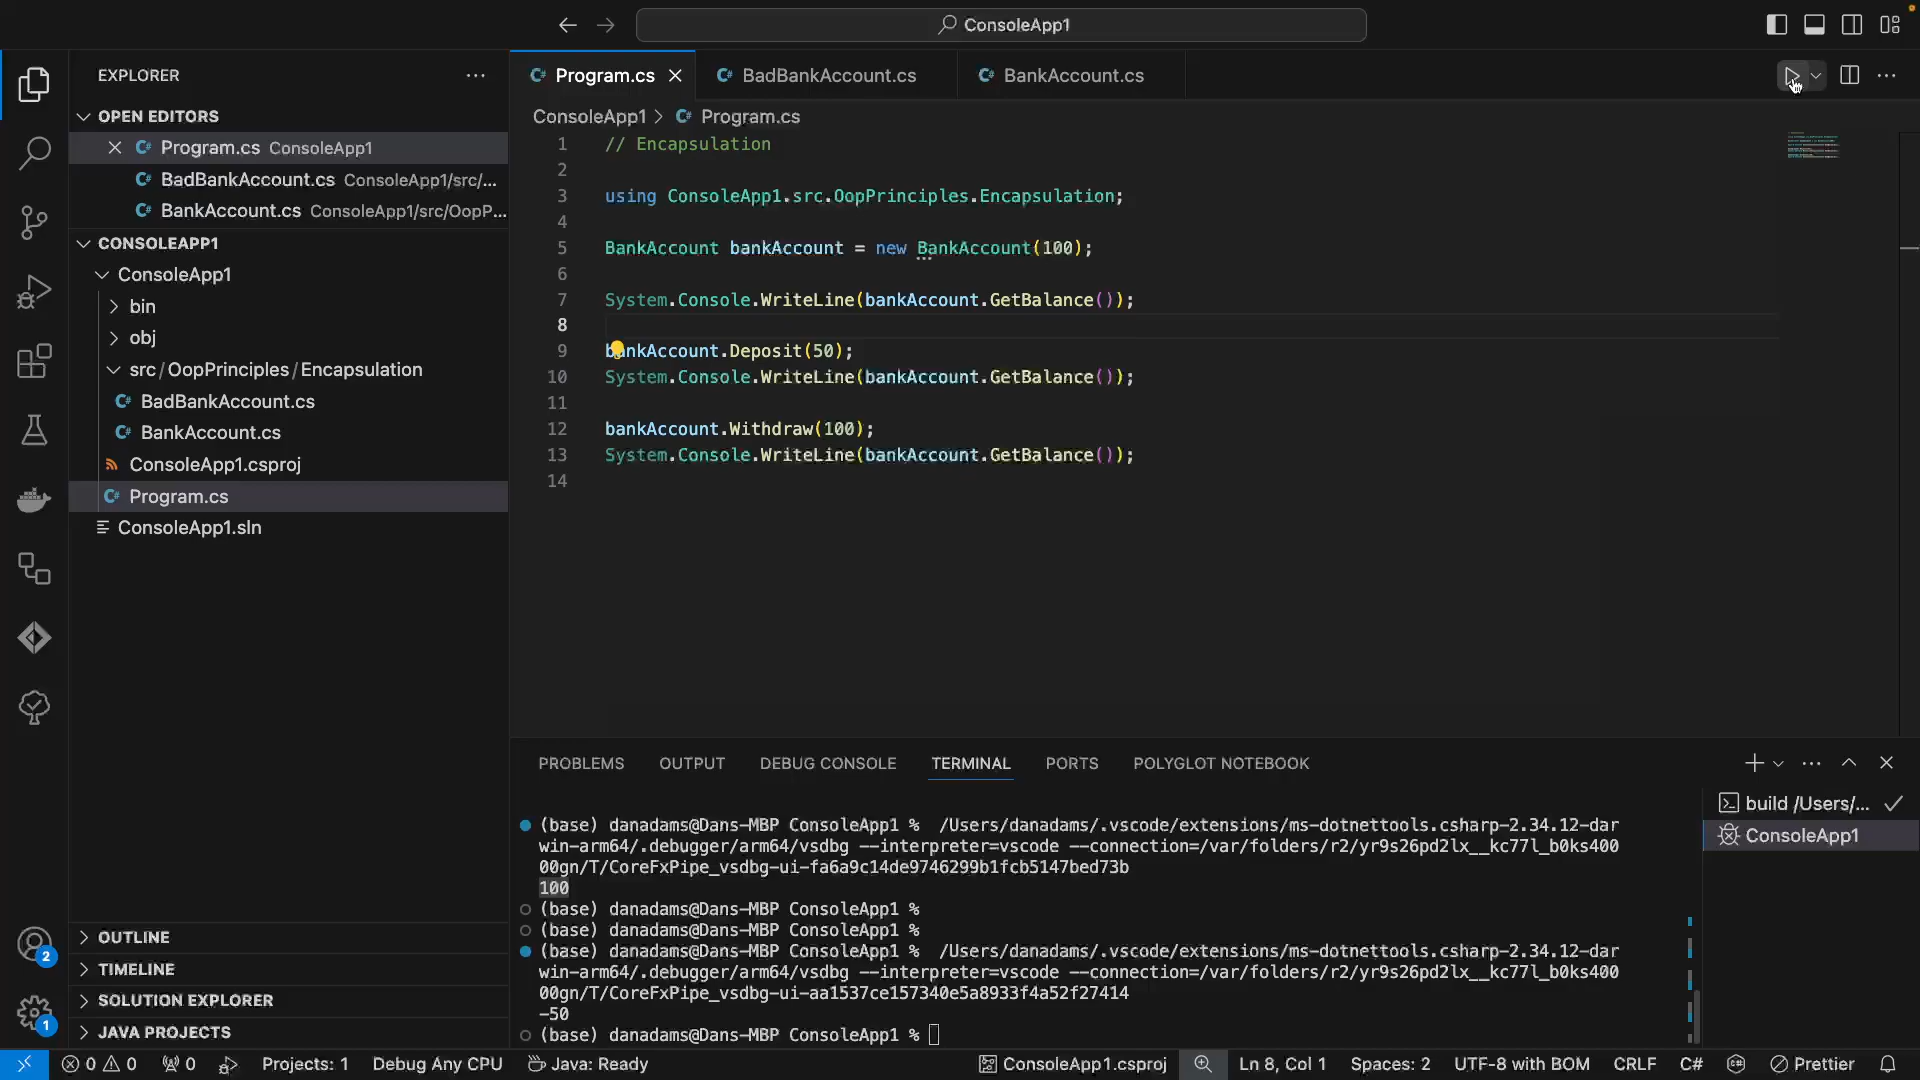 ConsoleApp1
EXPLORER
OPEN EDITORS
Program.cs ConsoleApp1
BadBankAccount.cs ConsoleApp1/src/...
BankAccount.cs ConsoleApp1/src/OopP...
CONSOLEAPP1
ConsoleApp1
bin
obj
src/OopPrinciples/Encapsulation
BadBankAccount.cs
BankAccount.cs
ConsoleApp1.csproj
Program.cs
ConsoleApp1.sln
OUTLINE
TIMELINE
SOLUTION EXPLORER
JAVA PROJECTS
2
1
Program.cs
BadBankAccount.cs
BankAccount.cs
ConsoleApp1 > Program.cs
1 // Encapsulation
2
3 using ConsoleApp1.src.OopPrinciples.Encapsulation;
4
5 BankAccount bankAccount = new BankAccount(100);
6
7 System.Console.WriteLine(bankAccount.GetBalance());
8
9 bankAccount.Deposit(50);
10 System.Console.WriteLine(bankAccount.GetBalance());
11
12 bankAccount.Withdraw(100);
13 System.Console.WriteLine(bankAccount.GetBalance());
14
PROBLEMS OUTPUT DEBUG CONSOLE TERMINAL PORTS POLYGLOT NOTEBOOK
(base) danadams@Dans-MBP ConsoleApp1 % /Users/danadams/.vscode/extensions/ms-dotnettools.csharp-2.34.12-dar
win-arm64/.debugger/arm64/vsdbg --interpreter=vscode --connection=/var/folders/r2/yr9s26pd2lx__kc77l_b0ks400
00gn/T/CoreFxPipe_vsdbg-ui-fa6a9c14de9746299b1fcb5147bed73b
100
(base) danadams@Dans-MBP ConsoleApp1 %
(base) danadams@Dans-MBP ConsoleApp1 %
(base) danadams@Dans-MBP ConsoleApp1 % /Users/danadams/.vscode/extensions/ms-dotnettools.csharp-2.34.12-dar
win-arm64/.debugger/arm64/vsdbg --interpreter=vscode --connection=/var/folders/r2/yr9s26pd2lx__kc77l_b0ks400
00gn/T/CoreFxPipe_vsdbg-ui-aa1537ce157340e5a8933f4a52f27414
-50
(base) danadams@Dans-MBP ConsoleApp1 %
build /Users/...
ConsoleApp1
0 0 0 Projects: 1 Debug Any CPU Java: Ready ConsoleApp1.csproj Ln 8, Col 1 Spaces: 2 UTF-8 with BOM CRLF C# Prettier